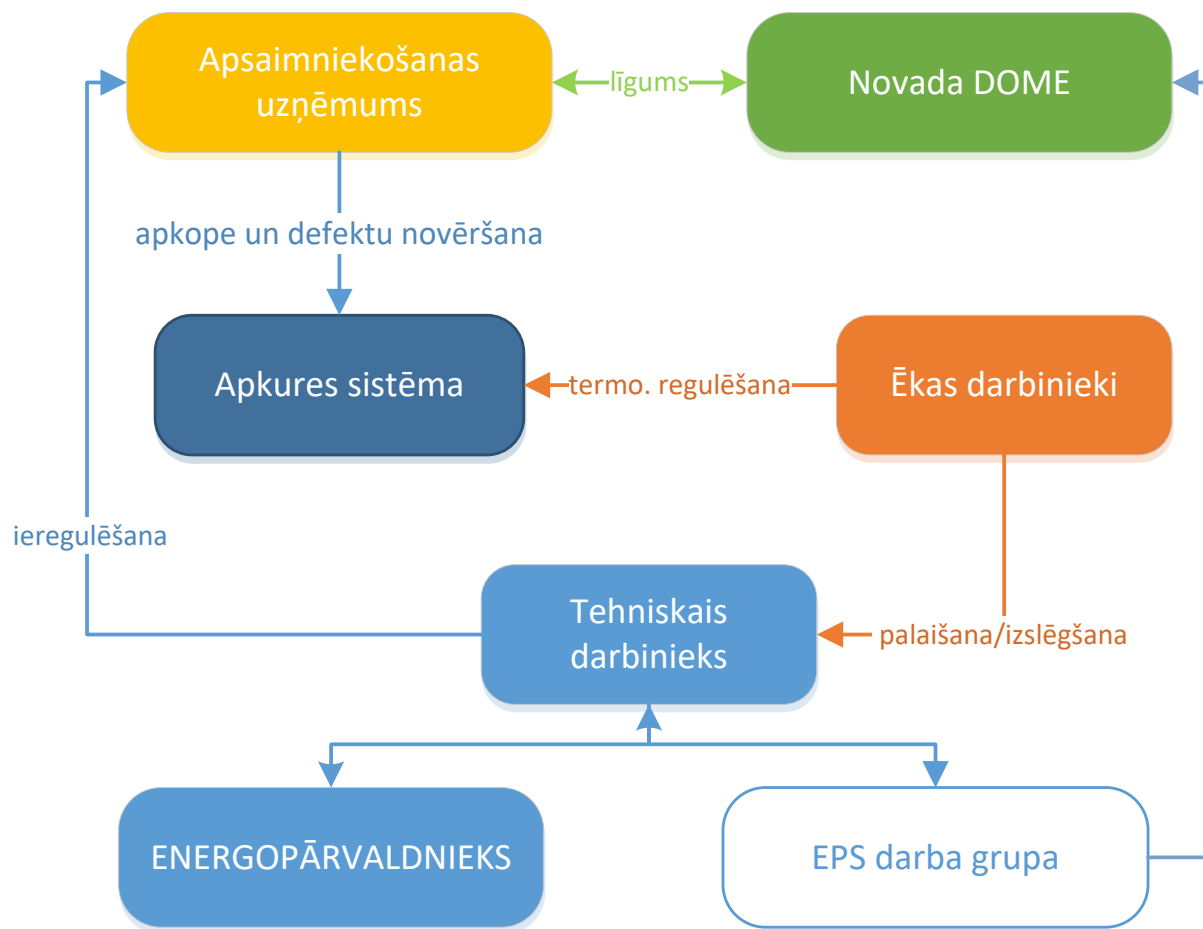 Apsaimniekošanas
uzņēmums
līgums
Novada DOME
apkope un defektu novēršana
Apkures sistēma
termo. regulēšana
Ēkas darbinieki
ieregulēšana
Tehniskais
darbinieks
palaišana/izslēgšana
ENERGOPĀRVALDNIEKS
EPS darba grupa